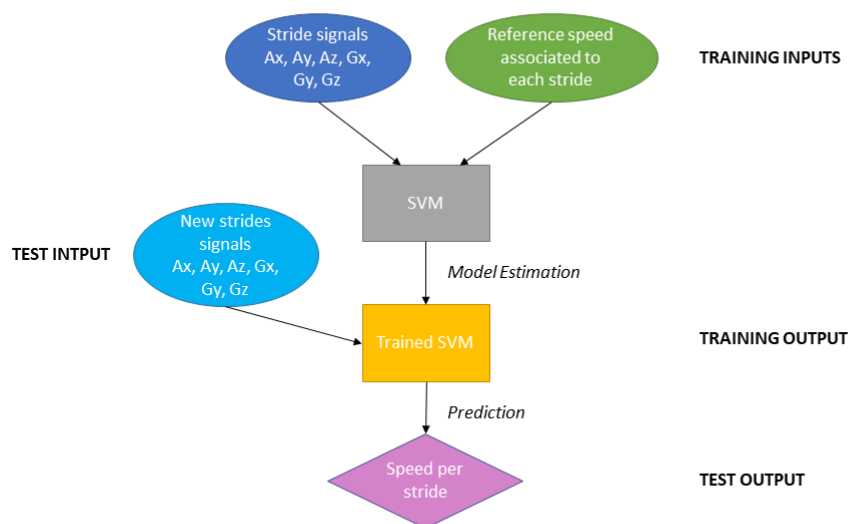 Stride signals
Ax, Ay, Az, Gx,
Gy, Gz
Reference speed
associated to
each stride
TRAINING INPUTS
SVM
New strides
signals
Ax, Ay, Az, Gx,
Gy, Gz
TEST INTPUT
Model Estimation
Trained SVM
TRAINING OUTPUT
Prediction
Speed per
stride
TEST OUTPUT